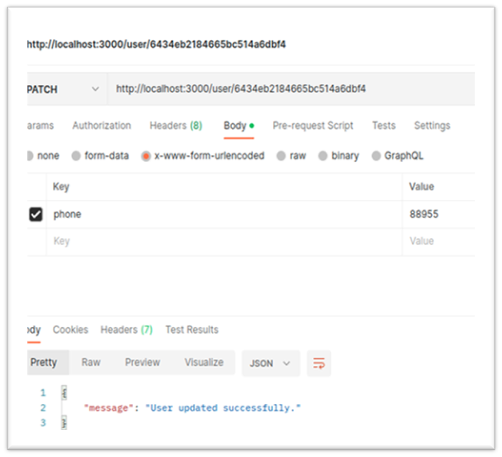 http://localhost:3000/user/6434eb2184665bc514a6dbf4
PATCH http://localhost:3000/user/6434eb2184665bc514a6dbf4
arams Authorization Headers (8) Body Pre-request Script Tests Settings
none form-data x-www-form-urlencoded raw binary GraphQL
Key Value
phone 88955
Key Value
ody Cookies Headers (7) Test Results
Pretty Raw Preview Visualize JSON
1
2 "message": "User updated successfully."
3